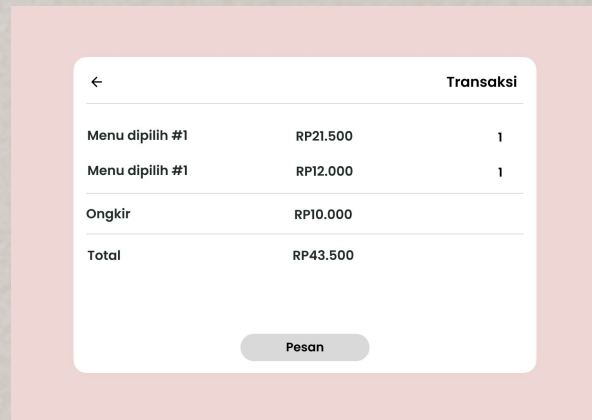 ← Transaksi
Menu dipilih #1 RP21.500 1
Menu dipilih #1 RP12.000 1
Ongkir RP10.000
Total RP43.500
Pesan